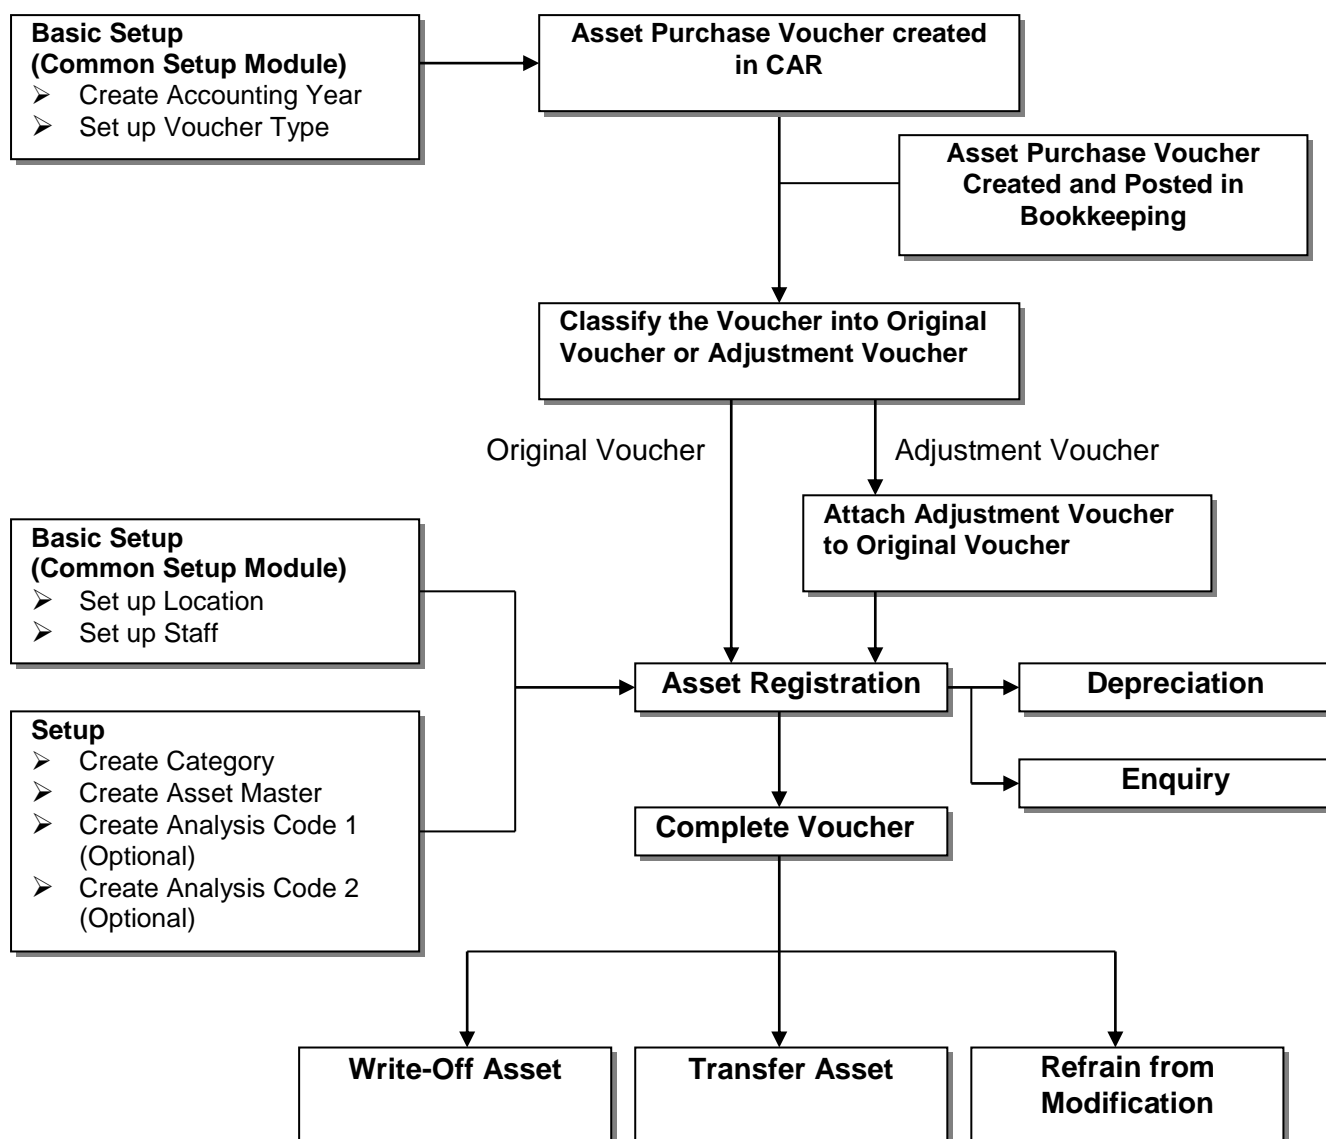 Basic Setup
(Common Setup Module)
➢ Create Accounting Year
➢ Set up Voucher Type
Asset Purchase Voucher created
in CAR
Asset Purchase Voucher
Created and Posted in
Bookkeeping
Classify the Voucher into Original
Voucher or Adjustment Voucher
Original Voucher
Adjustment Voucher
Attach Adjustment Voucher
to Original Voucher
Basic Setup
(Common Setup Module)
➢ Set up Location
➢ Set up Staff
Asset Registration
Depreciation
Setup
➢ Create Category
➢ Create Asset Master
➢ Create Analysis Code 1
(Optional)
➢ Create Analysis Code 2
(Optional)
Enquiry
Complete Voucher
Write-Off Asset
Transfer Asset
Refrain from
Modification